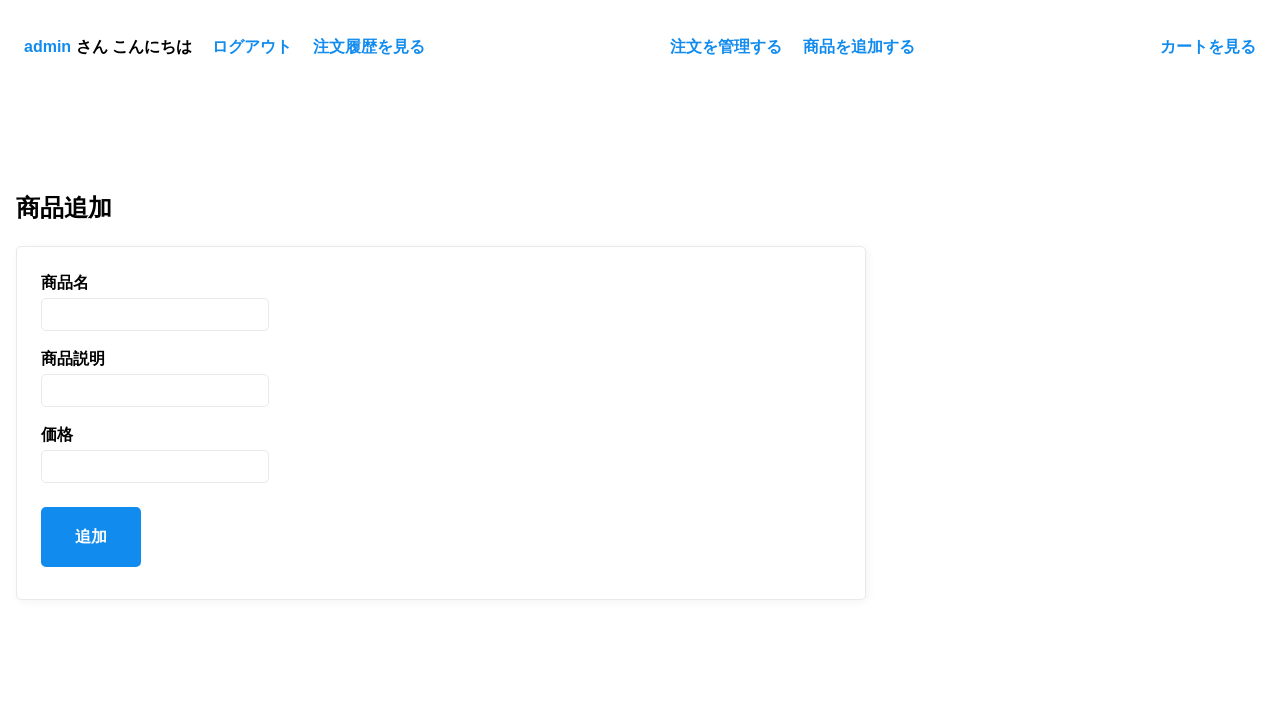 admin さん こんにちは ログアウト 注文履歴を見る 注文を管理する 商品を追加する カートを見る
商品追加
商品名
商品説明
価格
追加